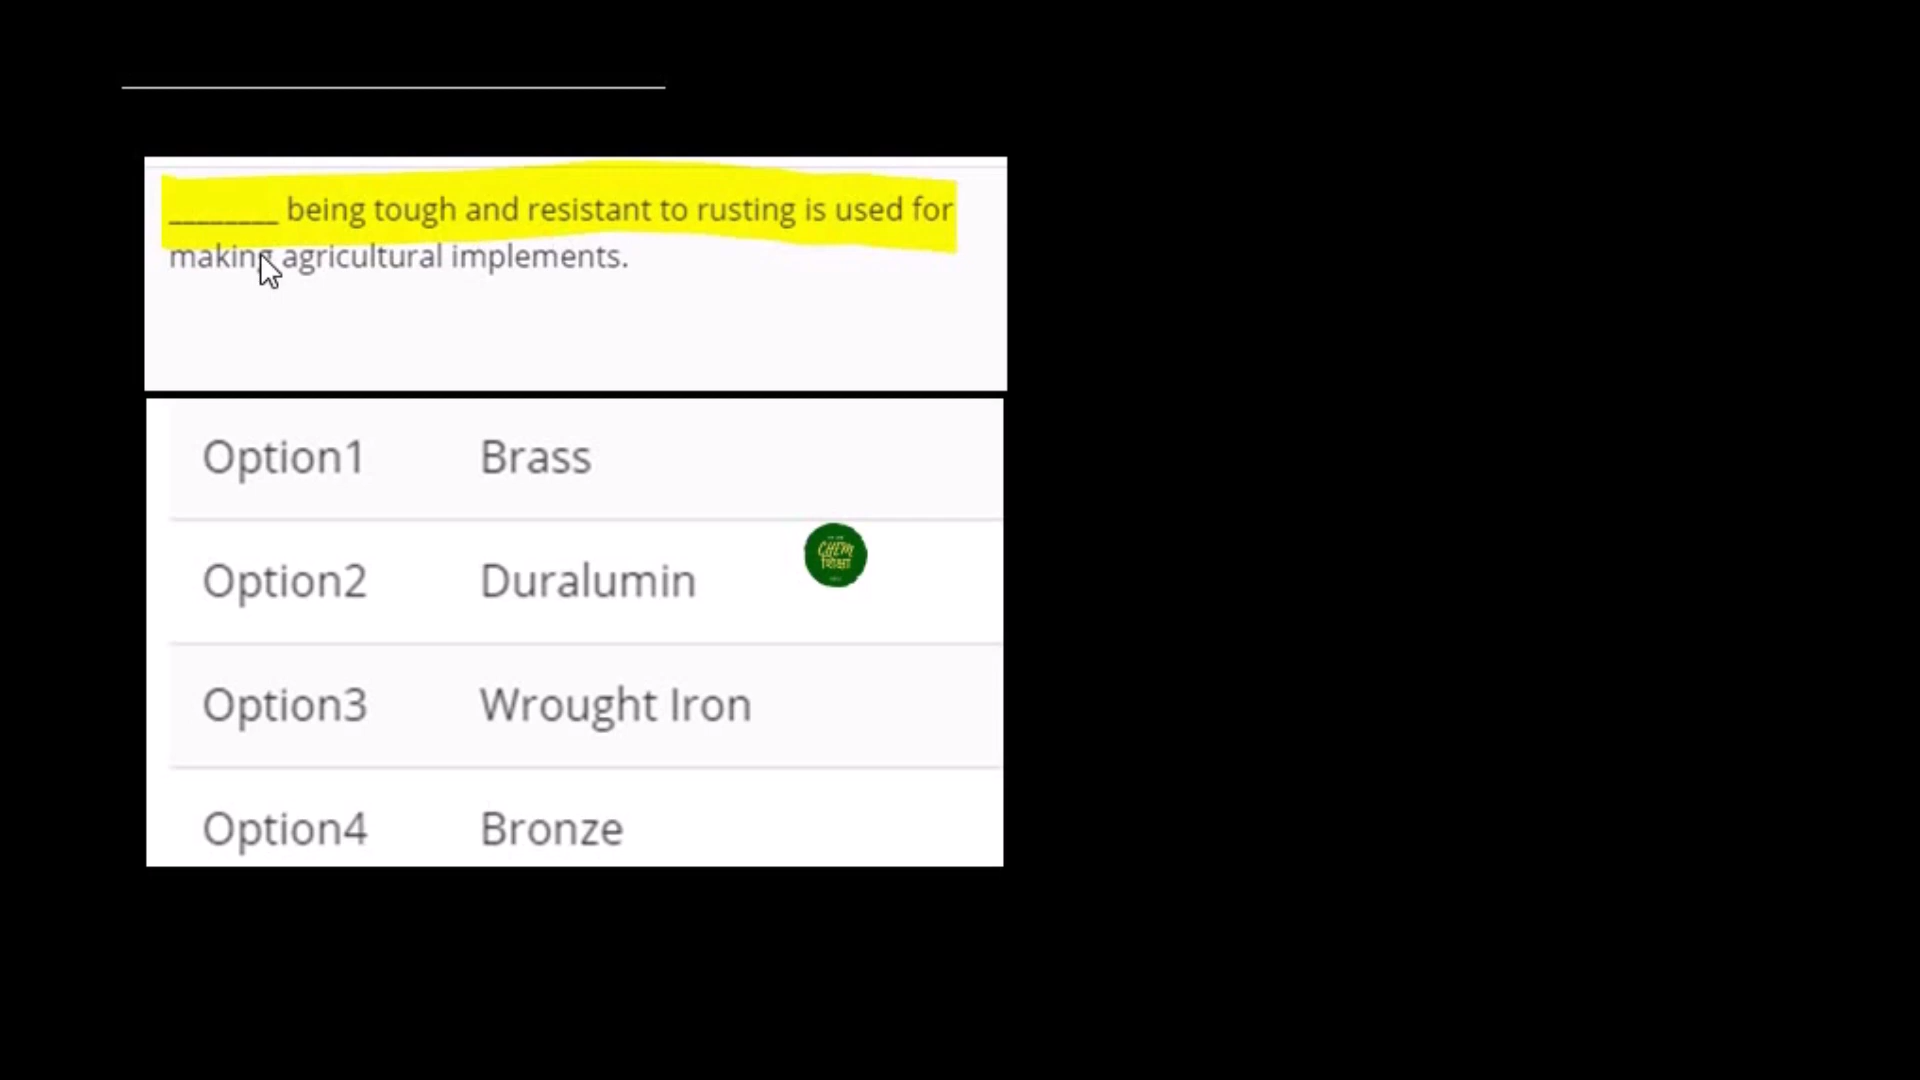 ________ being tough and resistant to rusting is used for
making agricultural implements.
Option1 Brass
Option2 Duralumin
CHEM
शिक्षा
Option3 Wrought Iron
Option4 Bronze